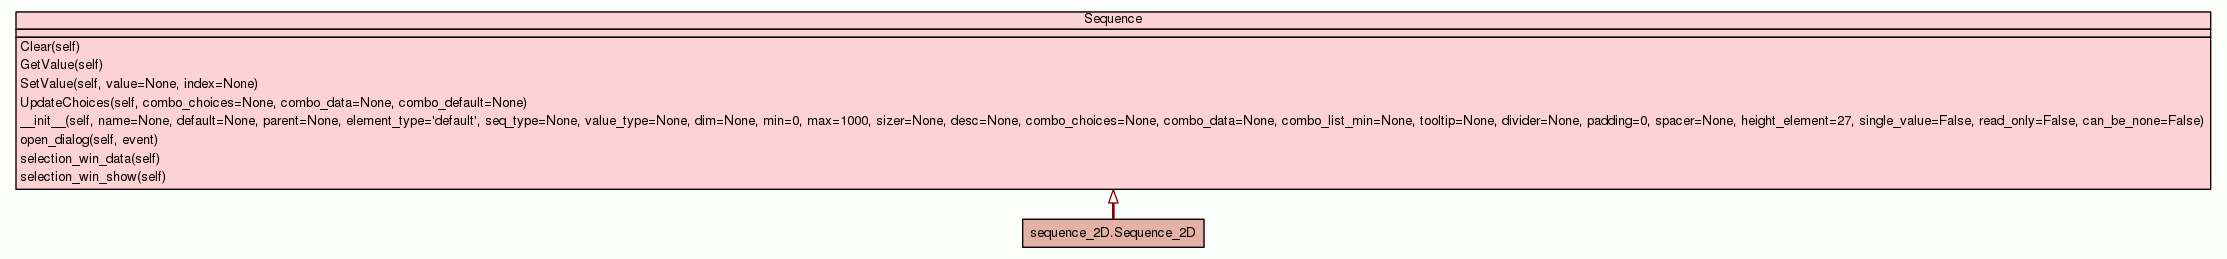 Sequence
Clear(self)
GetValue(self)
SetValue(self, value=None, index=None)
UpdateChoices(self, combo_choices=None, combo_data=None, combo_default=None)
__init__(self, name=None, default=None, parent=None, element_type='default', seq_type=None, value_type=None, dim=None, min=0, max=1000, sizer=None, desc=None, combo_choices=None, combo_data=None, combo_list_min=None, tooltip=None, divider=None, padding=0, spacer=None, height_element=27, single_value=False, read_only=False, can_be_none=False)
open_dialog(self, event)
selection_win_data(self)
selection_win_show(self)
sequence_2D.Sequence_2D